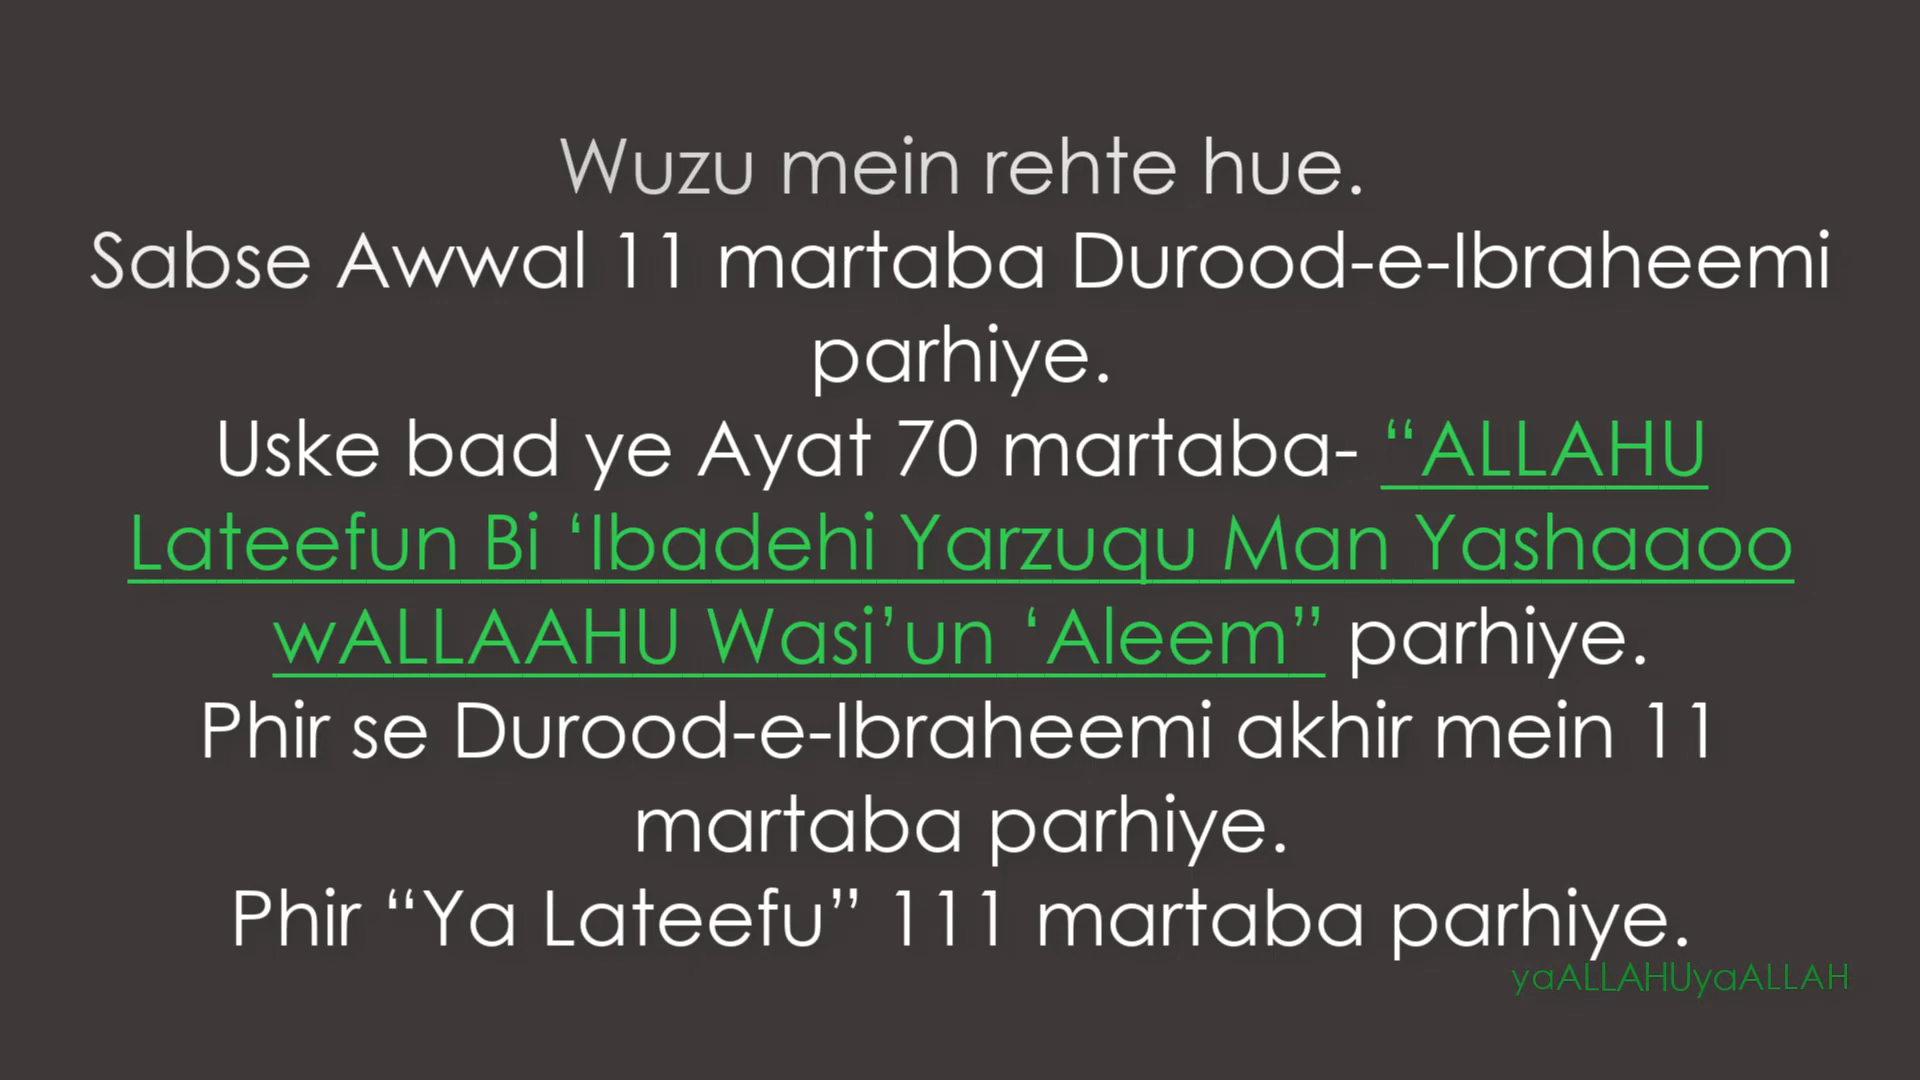 Wuzu mein rehte hue.
Sabse Awwal 11 martaba Durood-e-Ibraheemi
parhiye.
Uske bad ye Ayat 70 martaba- “ALLAHU
Lateefun Bi ‘Ibadehi Yarzuqu Man Yashaaoo
wALLAAHU Wasi’un ‘Aleem” parhiye.
Phir se Durood-e-Ibraheemi akhir mein 11
martaba parhiye.
Phir “Ya Lateefu” 111 martaba parhiye.
yaALLAHUyaALLAH